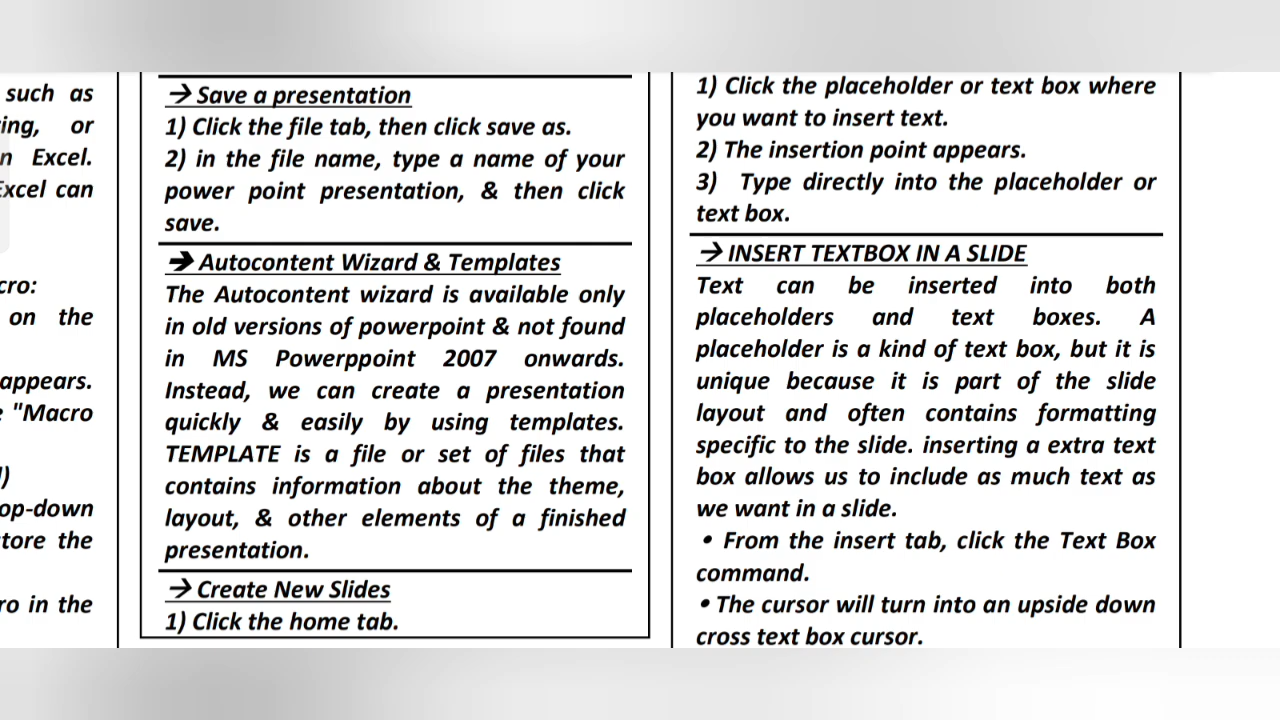 such as
ing, or
n Excel.
Excel can
cro:
on the
appears.
e "Macro
op-down
tore the
ro in the
→ Save a presentation
1) Click the file tab, then click save as.
2) in the file name, type a name of your
power point presentation, & then click
save.
→ Autocontent Wizard & Templates
The Autocontent wizard is available only
in old versions of powerpoint & not found
in MS Powerppoint 2007 onwards.
Instead, we can create a presentation
quickly & easily by using templates.
TEMPLATE is a file or set of files that
contains information about the theme,
layout, & other elements of a finished
presentation.
→ Create New Slides
1) Click the home tab.
1) Click the placeholder or text box where
you want to insert text.
2) The insertion point appears.
3) Type directly into the placeholder or
text box.
→ INSERT TEXTBOX IN A SLIDE
Text can be inserted into both
placeholders and text boxes. A
placeholder is a kind of text box, but it is
unique because it is part of the slide
layout and often contains formatting
specific to the slide. inserting a extra text
box allows us to include as much text as
we want in a slide.
• From the insert tab, click the Text Box
command.
• The cursor will turn into an upside down
cross text box cursor.